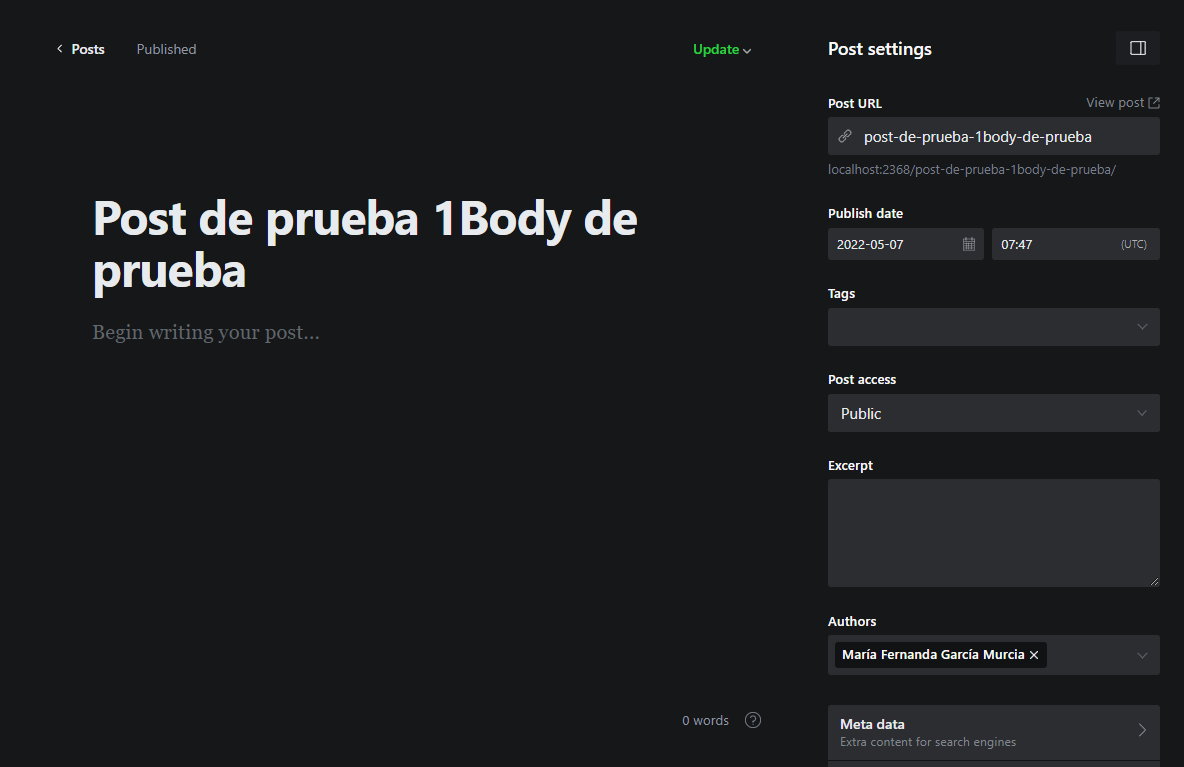 Posts
Published
Update
Post settings
Post URL
View post
post-de-prueba-1body-de-prueba
localhost:2368/post-de-prueba-1body-de-prueba/
Post de prueba 1Body de
prueba
Begin writing your post...
Publish date
2022-05-07
07:47
(UTC)
Tags
Post access
Public
Excerpt
Authors
María Fernanda García Murcia ×
0 words
?
Meta data
Extra content for search engines